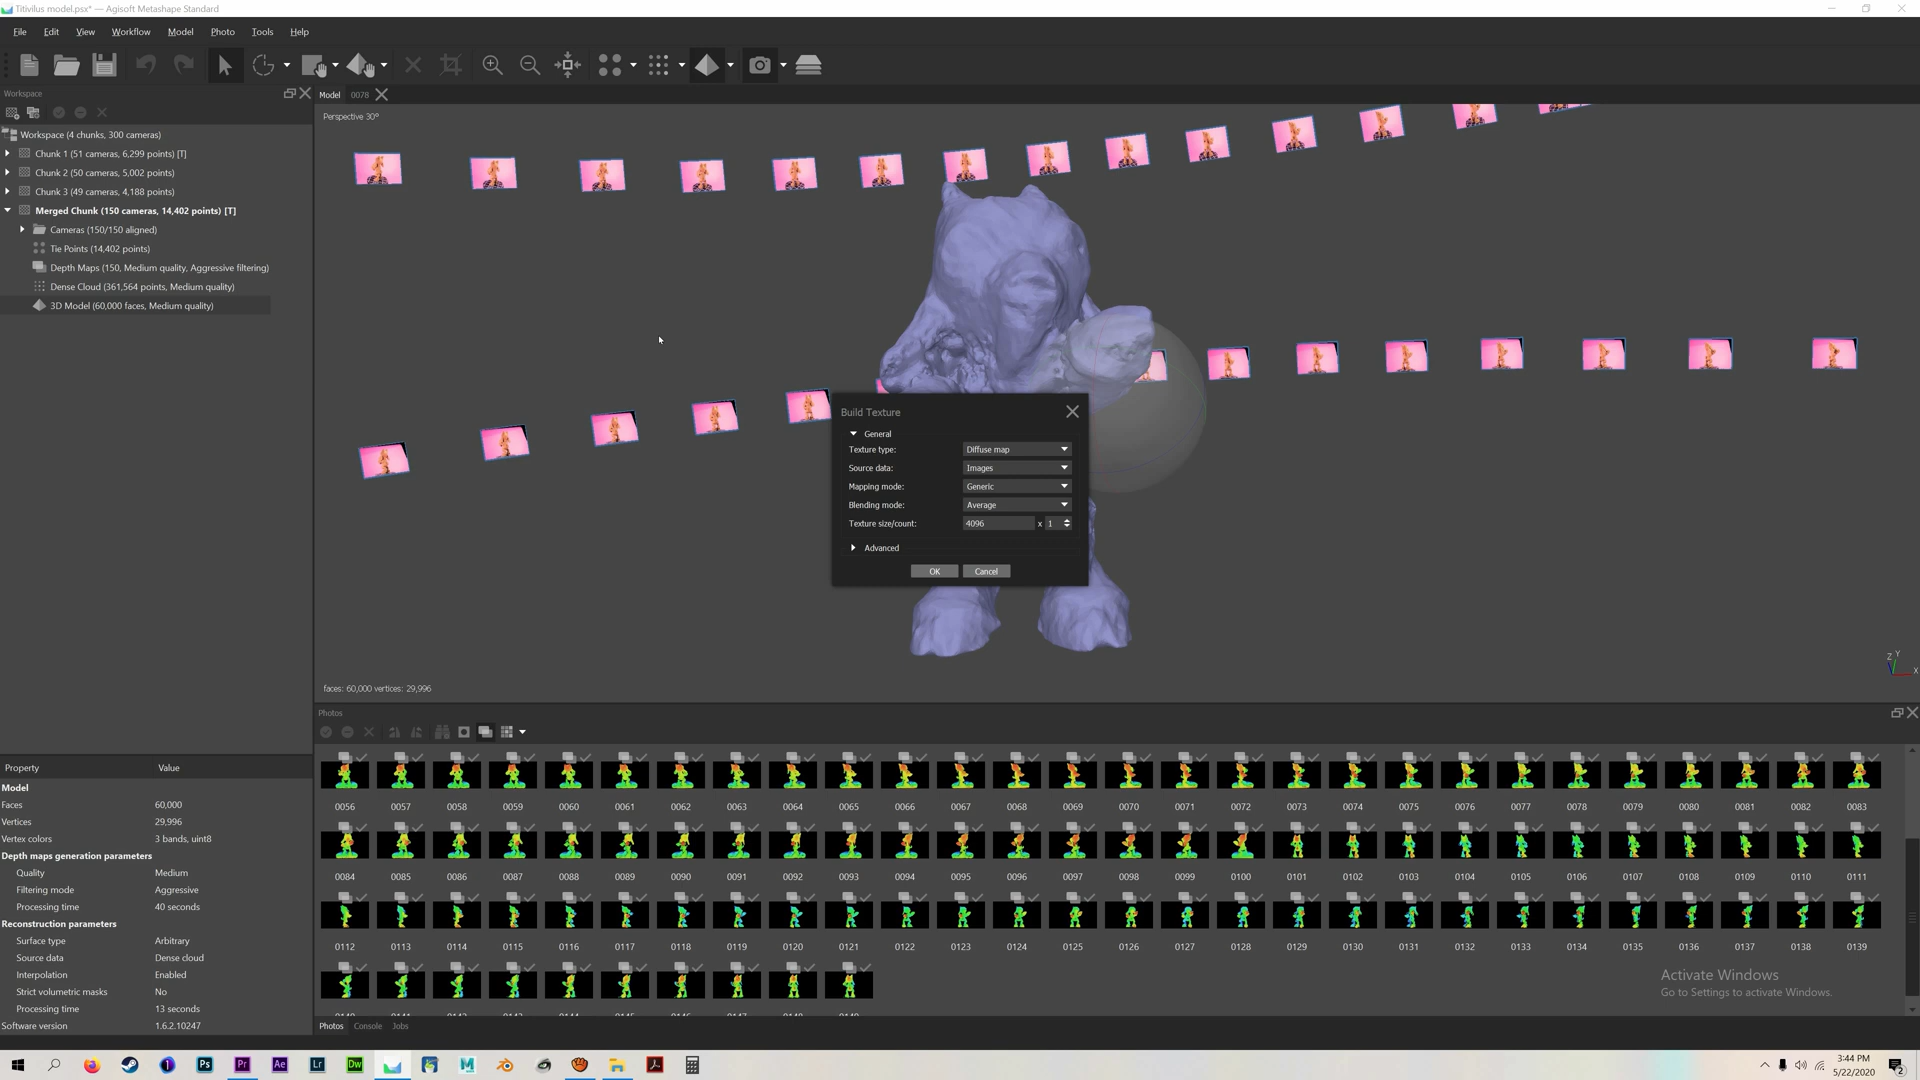 Titivilus model.psx* — Agisoft Metashape Standard
File Edit View Workflow Model Photo Tools Help
Workspace
Model 0078
Perspective 30°
Workspace (4 chunks, 300 cameras)
Chunk 1 (51 cameras, 6,299 points) [T]
Chunk 2 (50 cameras, 5,002 points)
Chunk 3 (49 cameras, 4,188 points)
Merged Chunk (150 cameras, 14,402 points) [T]
Cameras (150/150 aligned)
Tie Points (14,402 points)
Depth Maps (150, Medium quality, Aggressive filtering)
Dense Cloud (361,564 points, Medium quality)
3D Model (60,000 faces, Medium quality)
Build Texture
General
Texture type: Diffuse map
Source data: Images
Mapping mode: Generic
Blending mode: Average
Texture size/count: 4096 x 1
Advanced
OK Cancel
Z Y X
faces: 60,000 vertices: 29,996
Photos
Property Value
Model
Faces 60,000
Vertices 29,996
Vertex colors 3 bands, uint8
Depth maps generation parameters
Quality Medium
Filtering mode Aggressive
Processing time 40 seconds
Reconstruction parameters
Surface type Arbitrary
Source data Dense cloud
Interpolation Enabled
Strict volumetric masks No
Processing time 13 seconds
Software version 1.6.2.10247
0056 0057 0058 0059 0060 0061 0062 0063 0064 0065 0066 0067 0068 0069 0070 0071 0072 0073 0074 0075 0076 0077 0078 0079 0080 0081 0082 0083
0084 0085 0086 0087 0088 0089 0090 0091 0092 0093 0094 0095 0096 0097 0098 0099 0100 0101 0102 0103 0104 0105 0106 0107 0108 0109 0110 0111
0112 0113 0114 0115 0116 0117 0118 0119 0120 0121 0122 0123 0124 0125 0126 0127 0128 0129 0130 0131 0132 0133 0134 0135 0136 0137 0138 0139
Activate Windows
Go to Settings to activate Windows.
Photos Console Jobs
Ps Pr Ae Lr Dw M
3:44 PM
5/22/2020
2